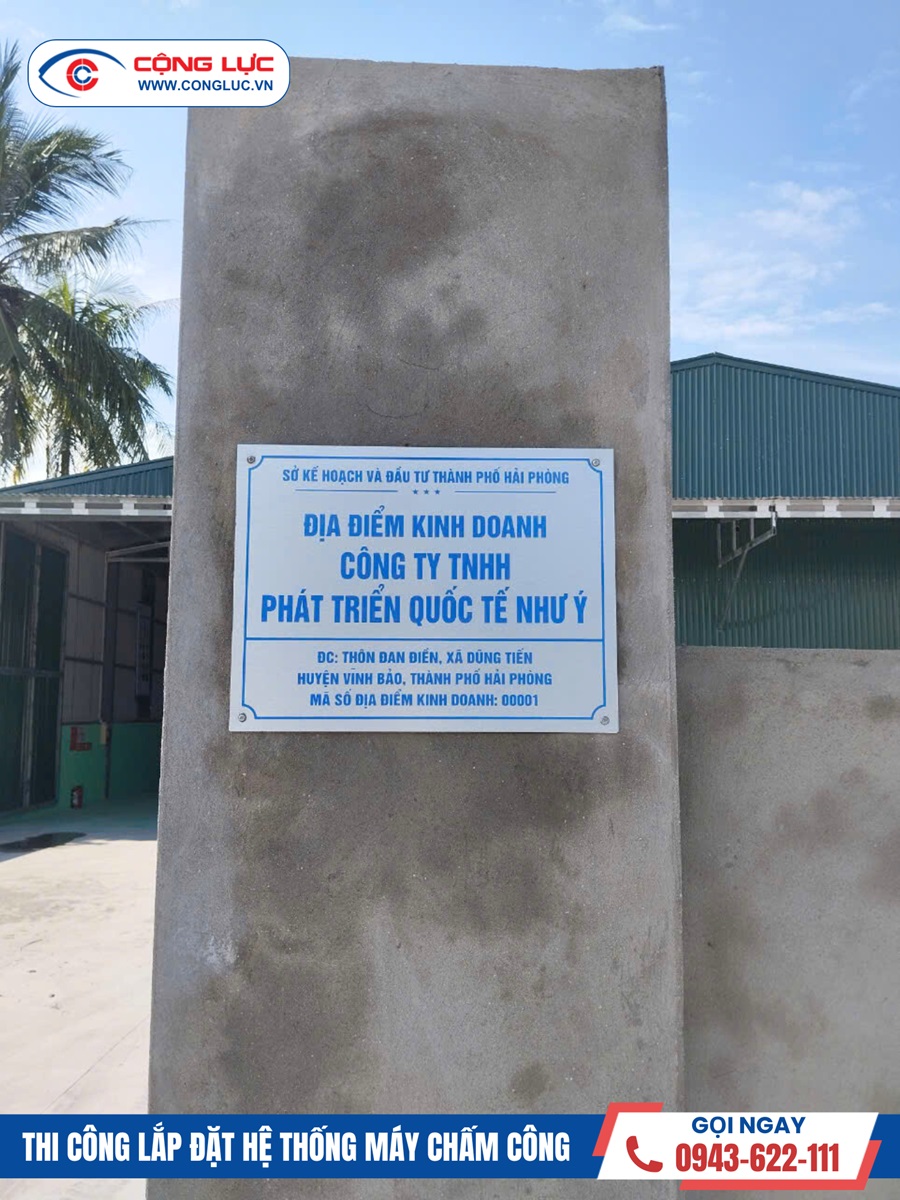 CỘNG LỰC
WWW.CONGLUC.VN
SỞ KẾ HOẠCH VÀ ĐẦU TƯ THÀNH PHỐ HẢI PHÒNG
ĐỊA ĐIỂM KINH DOANH
CÔNG TY TNHH
PHÁT TRIỂN QUỐC TẾ NHƯ Ý
ĐC: THÔN ĐAN ĐIỀN, XÃ DŨNG TIẾN
HUYỆN VĨNH BẢO, THÀNH PHỐ HẢI PHÒNG
MÃ SỐ ĐỊA ĐIỂM KINH DOANH: 00001
THI CÔNG LẮP ĐẶT HỆ THỐNG MÁY CHẤM CÔNG
GỌI NGAY
0943-622-111